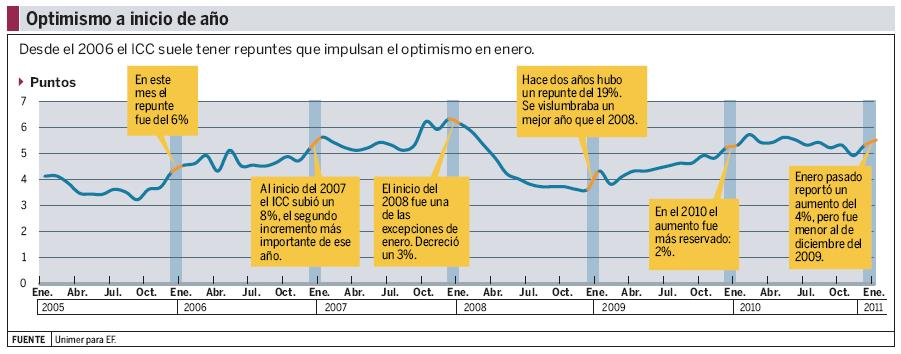 Optimismo a inicio de año
Desde el 2006 el ICC suele tener repuntes que impulsan el optimismo en enero.
Puntos
En este
mes el
repunte
fue del 6%
Hace dos años hubo
un repunte del 19%.
Se vislumbraba un
mejor año que el 2008.
7
6
5
4
3
2
1
0
Al inicio del 2007
el ICC subió un
8%, el segundo
incremento más
importante de ese
año.
El inicio del
2008 fue una
de las
excepciones de
enero. Decreció
un 3%.
En el 2010 el
aumento fue
más reservado:
2%.
Enero pasado
reportó un
aumento del
4%, pero fue
menor al de
diciembre del
2009.
Ene. Abr. Jul. Oct. Ene. Abr. Jul. Oct. Ene. Abr. Jul. Oct. Ene. Abr. Jul. Oct. Ene. Abr. Jul. Oct. Ene. Abr. Jul. Oct. Ene.
2005 2006 2007 2008 2009 2010 2011
FUENTE Unimer para EF.